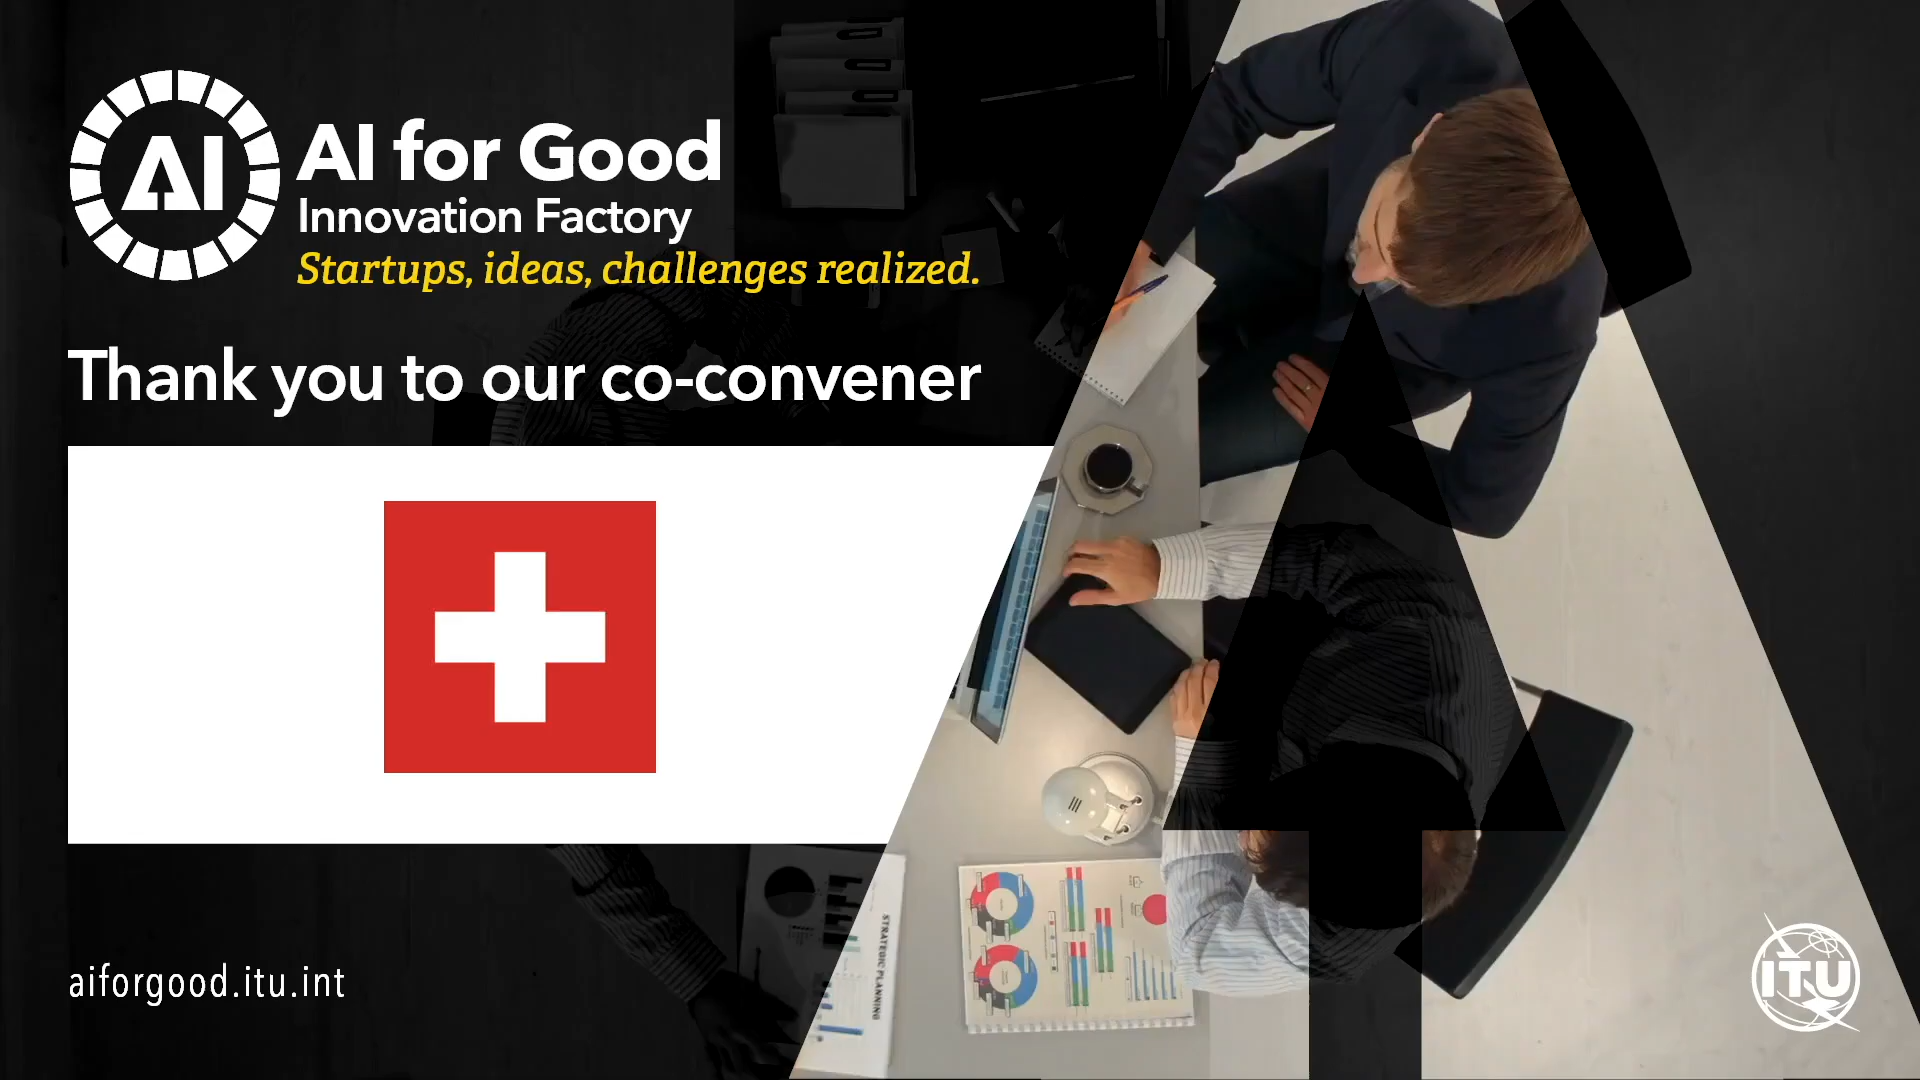 AI
AI for Good
Innovation Factory
Startups, ideas, challenges realized.
Thank you to our co-convener
STRATEGIC PLANNING
aiforgood.itu.int
ITU